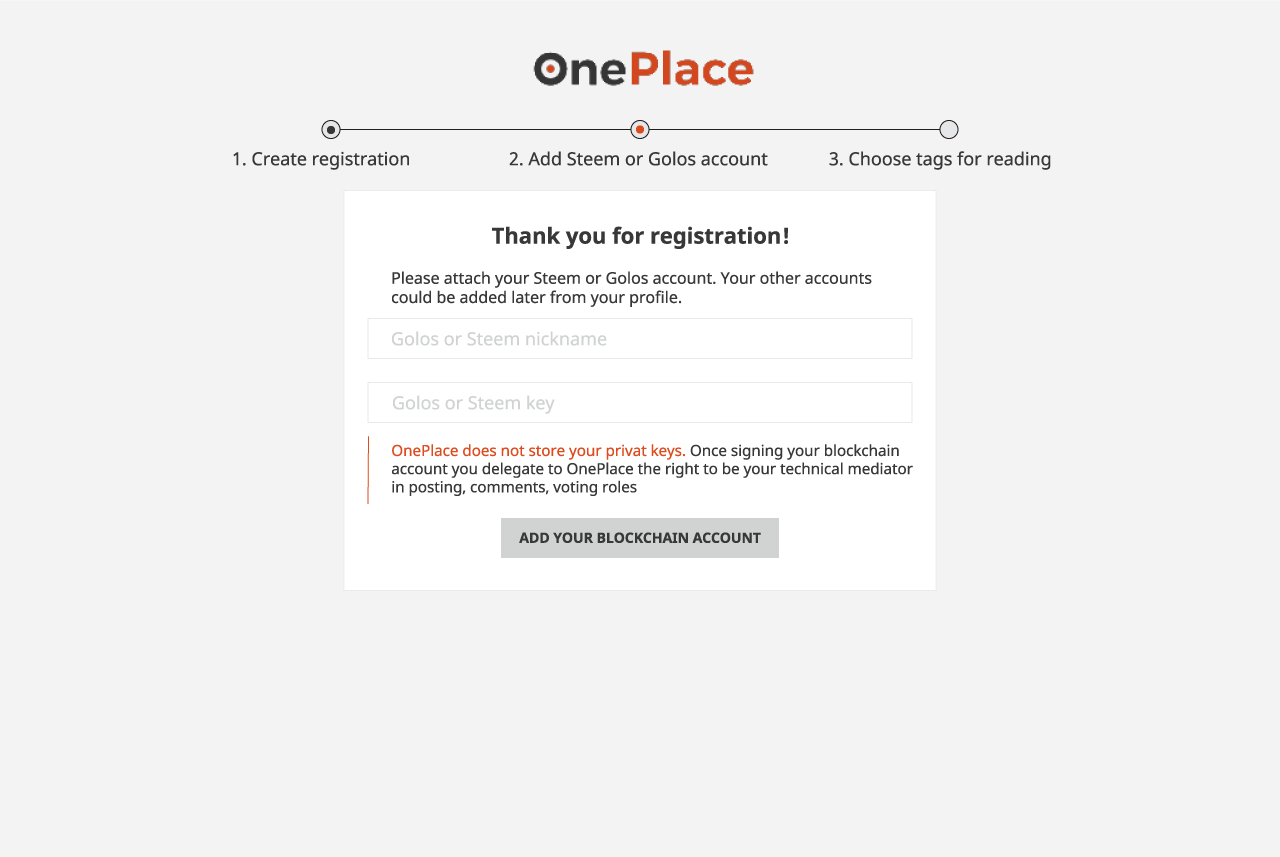 OnePlace
1. Create registration
2. Add Steem or Golos account
3. Choose tags for reading
Thank you for registration!
Please attach your Steem or Golos account. Your other accounts
could be added later from your profile.
Golos or Steem nickname
Golos or Steem key
OnePlace does not store your privat keys. Once signing your blockchain
account you delegate to OnePlace the right to be your technical mediator
in posting, comments, voting roles
ADD YOUR BLOCKCHAIN ACCOUNT